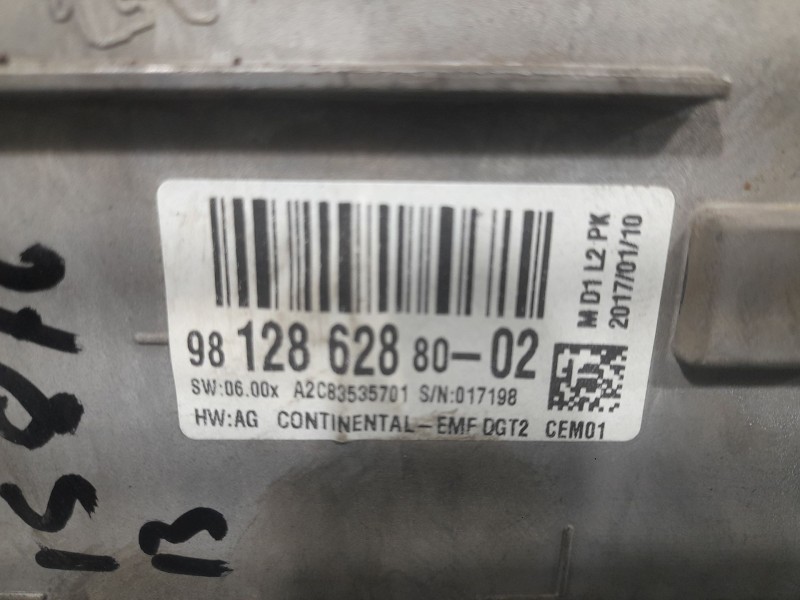 98 128 628 80-02
SW:06.00x A2C83535701 S/N:017198
HW:AG CONTINENTAL-EMF DGT2 CEM01
M D1 L2 PK
2017/01/10